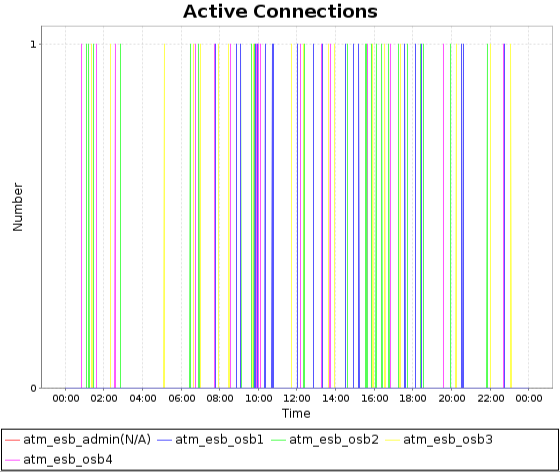 Active Connections
1
Number
0
00:00 02:00 04:00 06:00 08:00 10:00 12:00 14:00 16:00 18:00 20:00 22:00 00:00
Time
atm_esb_admin(N/A) atm_esb_osb1 atm_esb_osb2 atm_esb_osb3
atm_esb_osb4